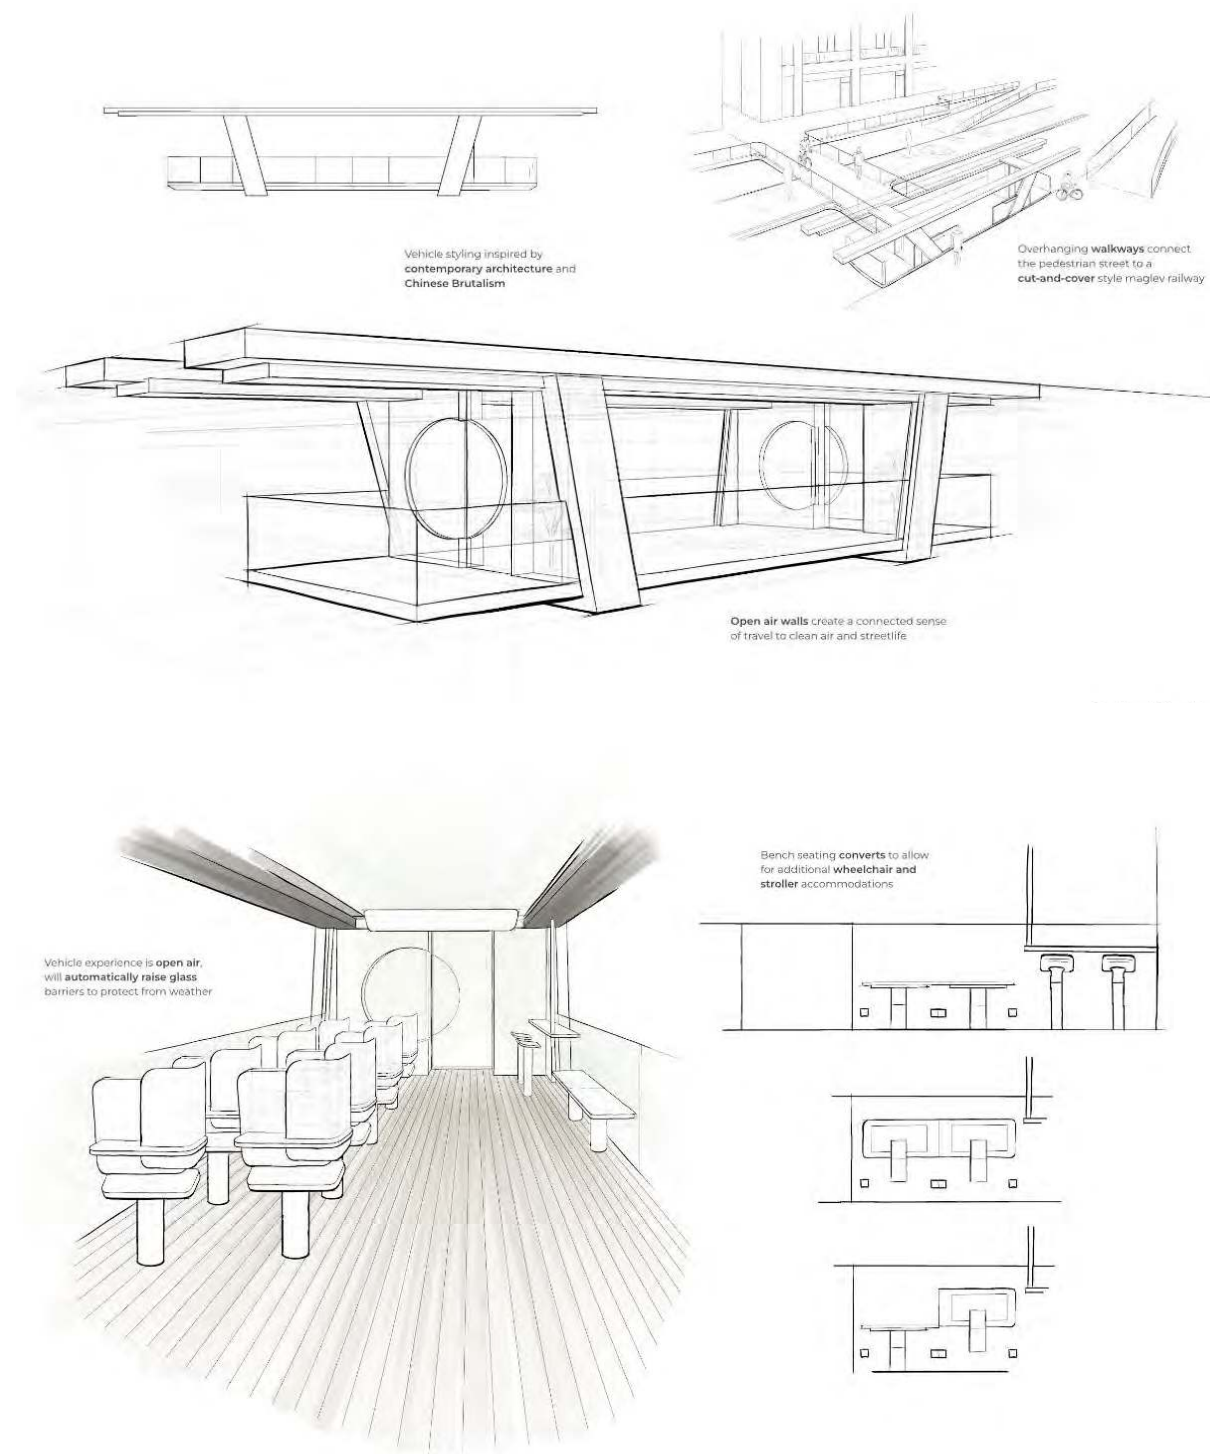 Vehicle styling inspired by
contemporary architecture and
Chinese Brutalism
Overhanging walkways connect
the pedestrian street to a
cut-and-cover style maglev railway
Open air walls create a connected sense
of travel to clean air and streetlife
Bench seating converts to allow
for additional wheelchair and
stroller accommodations
Vehicle experience is open air,
will automatically raise glass
barriers to protect from weather